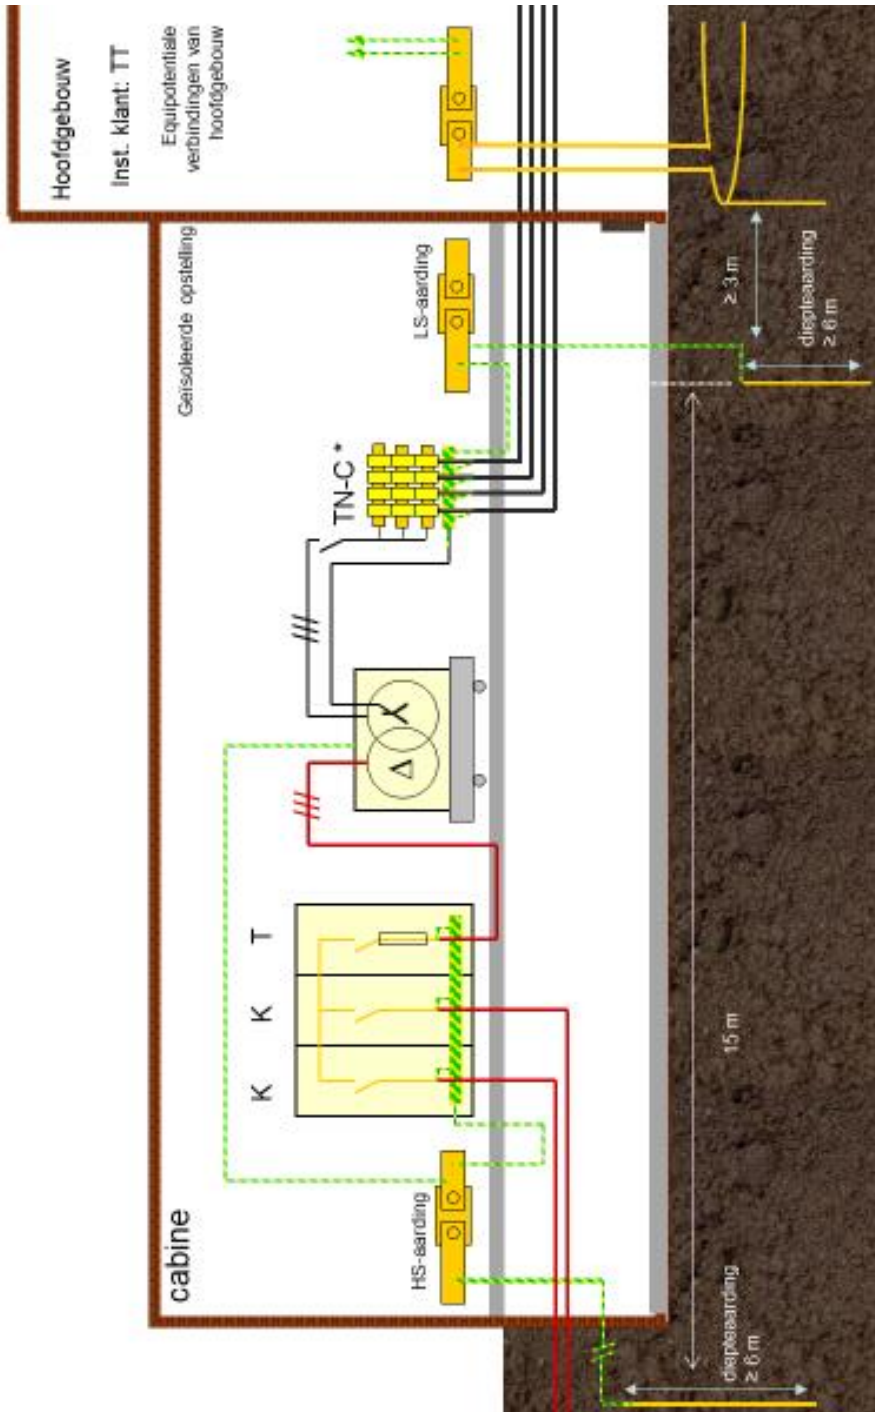 cabine
HS-aarding
K
K
T
Δ
TN-C *
Geïsoleerde opstelling
LS-aarding
Hoofdgebouw
Inst. klant: TT
Equipotentiale
verbindingen van
hoofdgebouw
diepteaarding
≥ 6 m
15 m
≥ 3 m
diepteaarding
≥ 6 m